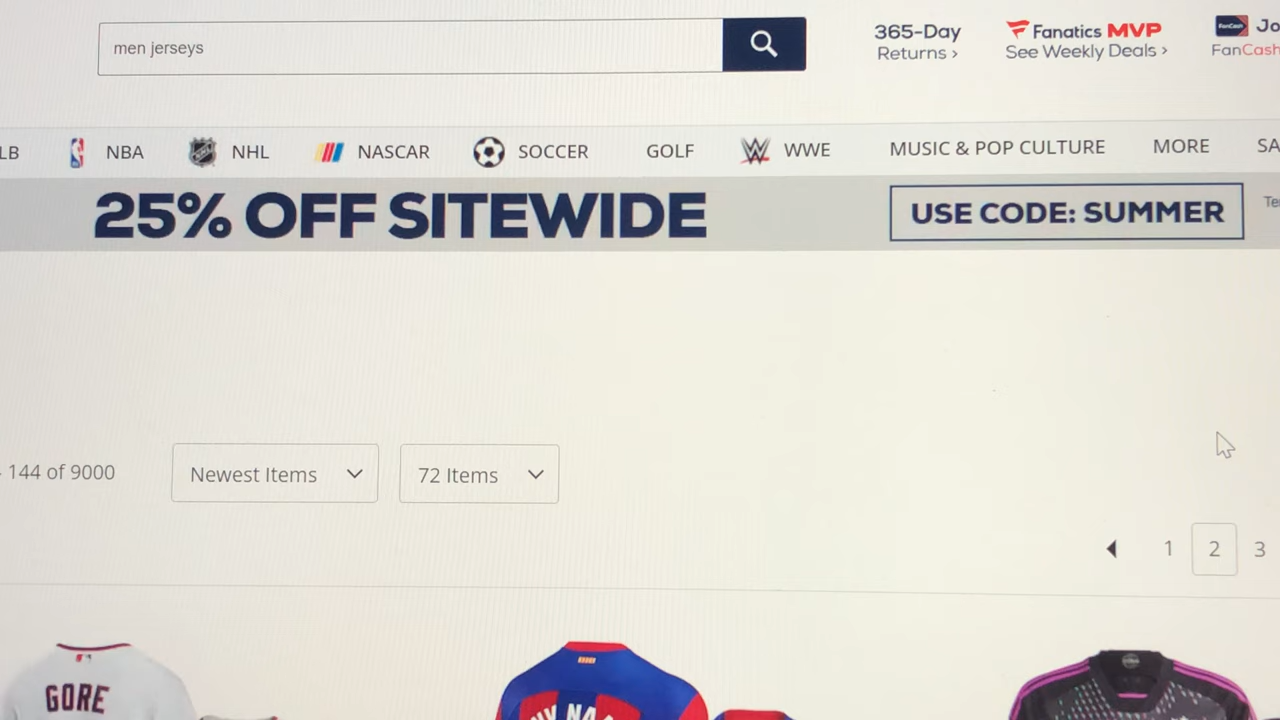 men jerseys
365-Day
Returns >
Fanatics MVP
See Weekly Deals >
FanCash
LB
NBA
NHL
NASCAR
SOCCER
GOLF
WWE
MUSIC & POP CULTURE
MORE
SA
25% OFF SITEWIDE
USE CODE: SUMMER
Te
144 of 9000
Newest Items
72 Items
1
2
3
GORE